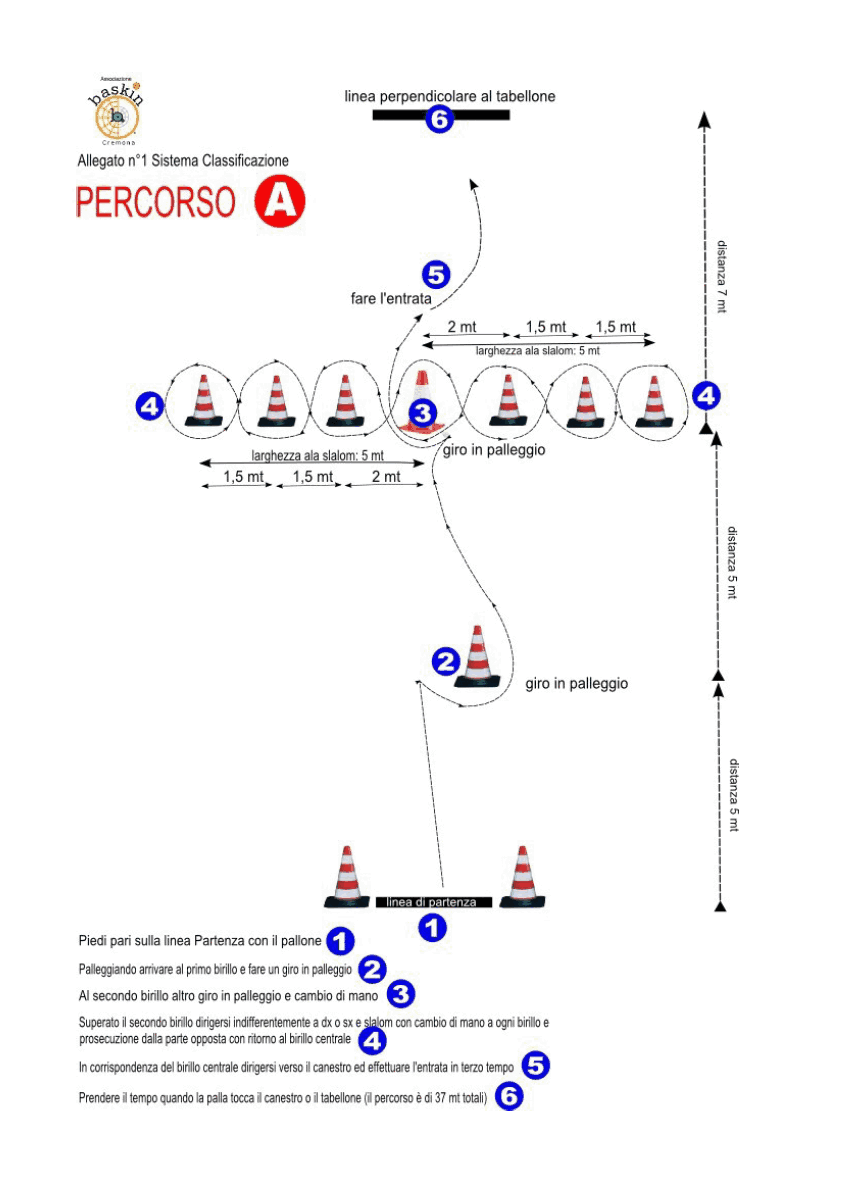 Associazione
baskin
b
Cremona
Allegato n°1 Sistema Classificazione
PERCORSO A
linea perpendicolare al tabellone
6
distanza 7 mt
5
fare l'entrata
2 mt 1,5 mt 1,5 mt
larghezza ala slalom: 5 mt
4 3 4
giro in palleggio
larghezza ala slalom: 5 mt
1,5 mt 1,5 mt 2 mt
distanza 5 mt
2
giro in palleggio
distanza 5 mt
linea di partenza
1
Piedi pari sulla linea Partenza con il pallone 1
Palleggiando arrivare al primo birillo e fare un giro in palleggio 2
Al secondo birillo altro giro in palleggio e cambio di mano 3
Superato il secondo birillo dirigersi indifferentemente a dx o sx e slalom con cambio di mano a ogni birillo e
prosecuzione dalla parte opposta con ritorno al birillo centrale 4
In corrispondenza del birillo centrale dirigersi verso il canestro ed effettuare l'entrata in terzo tempo 5
Prendere il tempo quando la palla tocca il canestro o il tabellone (il percorso è di 37 mt totali) 6